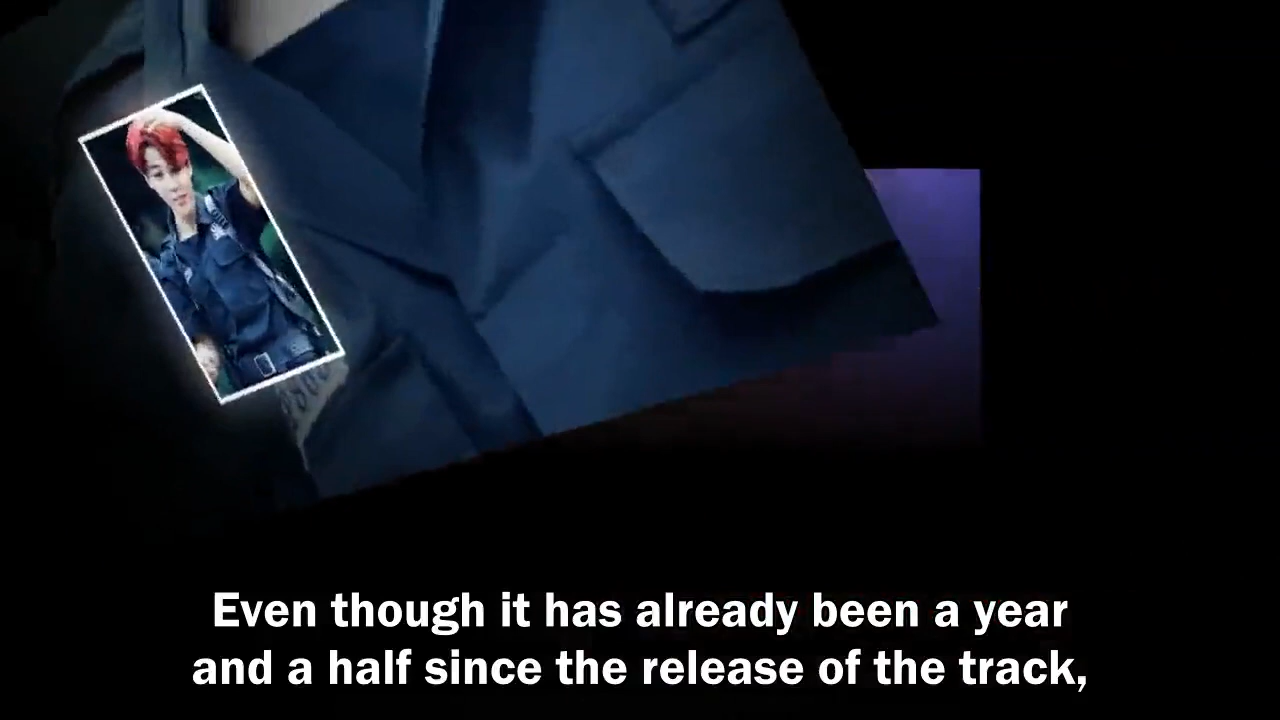 Even though it has already been a year
and a half since the release of the track,